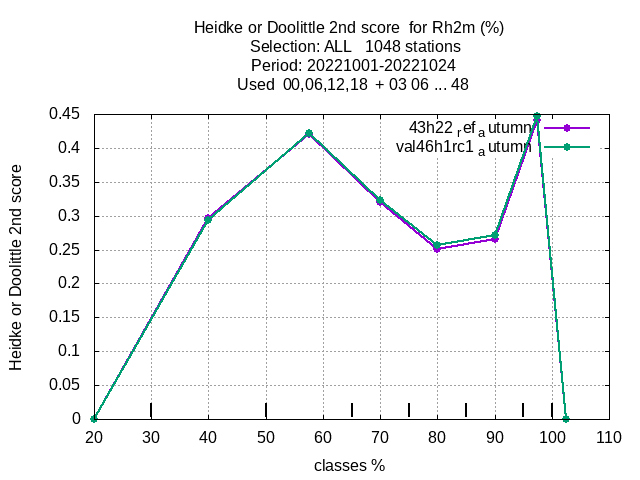 Heidke or Doolittle 2nd score  for Rh2m (%)
Selection: ALL   1048 stations
Period: 20221001-20221024
Used  00,06,12,18  + 03 06 ... 48
Heidke or Doolittle 2nd score
0.45
0.4
0.35
0.3
0.25
0.2
0.15
0.1
0.05
0
43h22 ref autumn
val46h1rc1 autumn
20 30 40 50 60 70 80 90 100 110
classes %